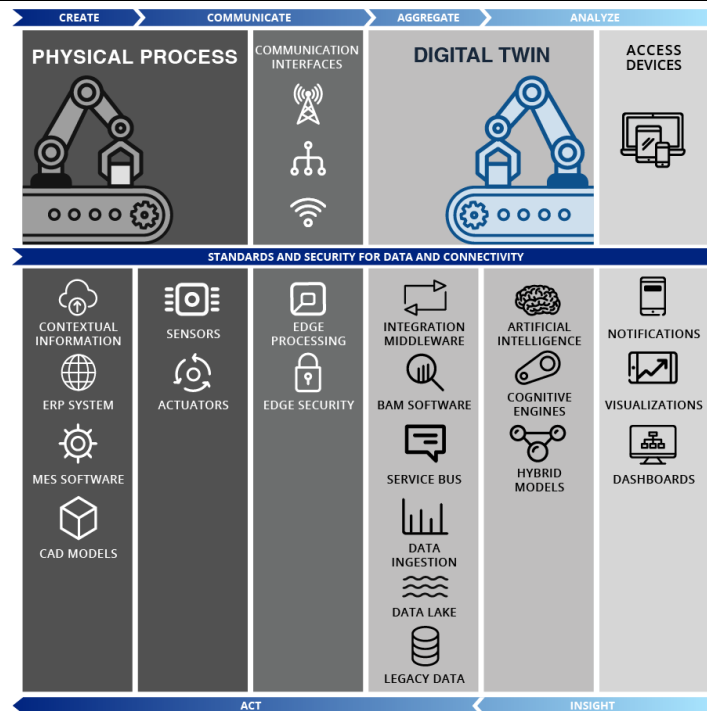 CREATE
COMMUNICATE
AGGREGATE
ANALYZE
PHYSICAL PROCESS
COMMUNICATION
INTERFACES
DIGITAL TWIN
ACCESS
DEVICES
STANDARDS AND SECURITY FOR DATA AND CONNECTIVITY
CONTEXTUAL
INFORMATION
ERP SYSTEM
MES SOFTWARE
CAD MODELS
SENSORS
ACTUATORS
EDGE
PROCESSING
EDGE SECURITY
INTEGRATION
MIDDLEWARE
BAM SOFTWARE
SERVICE BUS
DATA
INGESTION
DATA LAKE
LEGACY DATA
ARTIFICIAL
INTELLIGENCE
COGNITIVE
ENGINES
HYBRID
MODELS
NOTIFICATIONS
VISUALIZATIONS
DASHBOARDS
ACT
INSIGHT